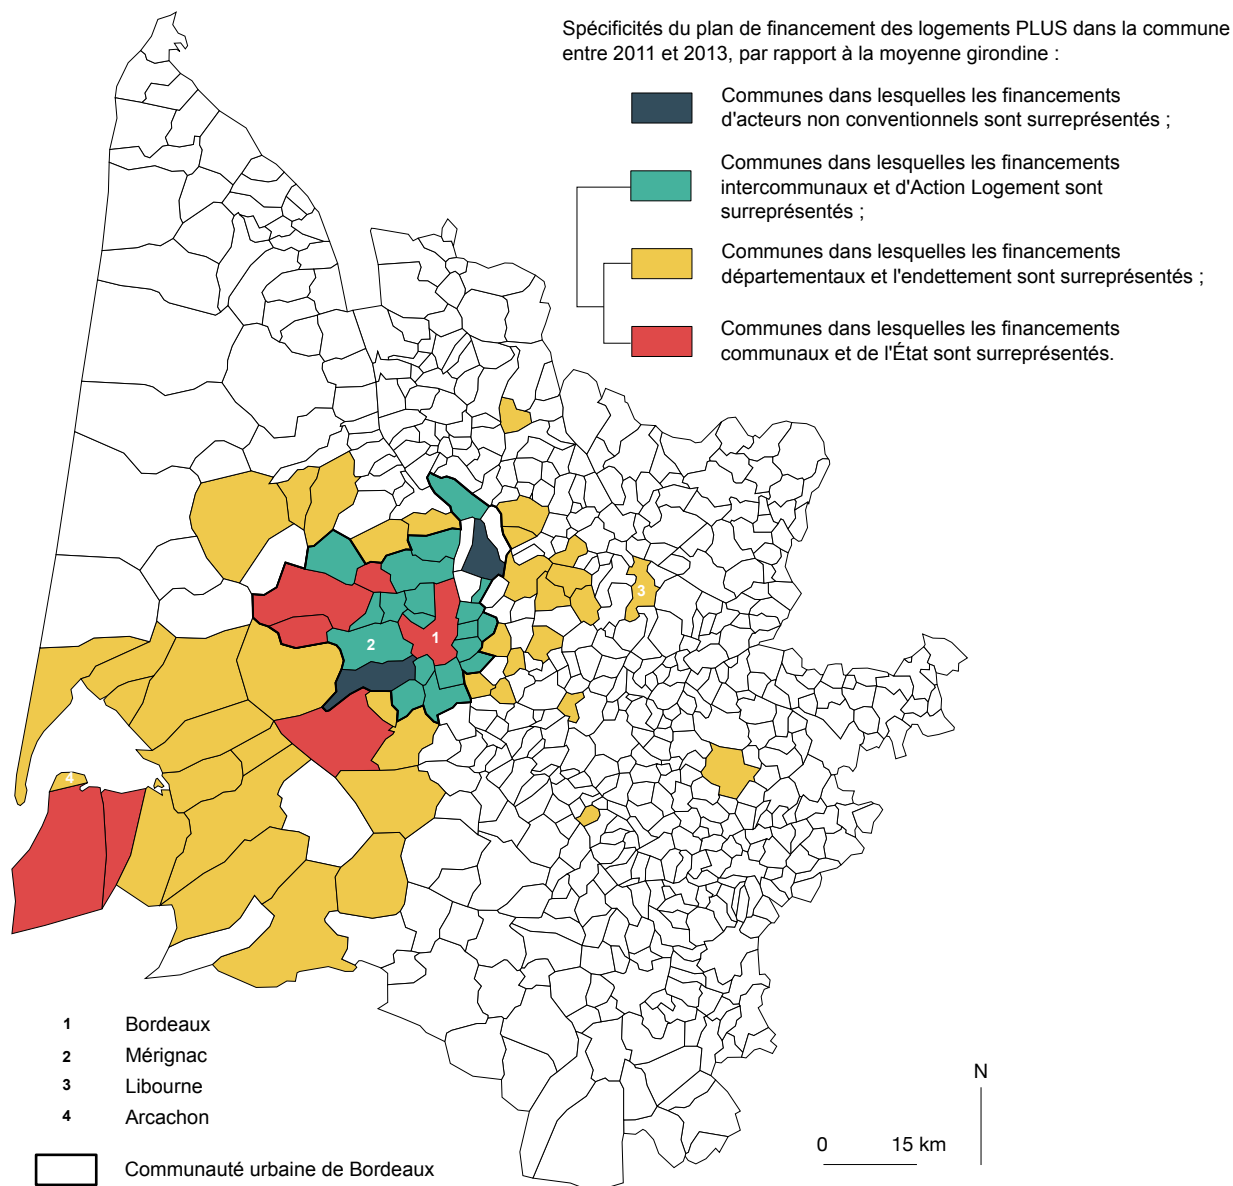 Spécificités du plan de financement des logements PLUS dans la commune
entre 2011 et 2013, par rapport à la moyenne girondine :
Communes dans lesquelles les financements
d'acteurs non conventionnels sont surreprésentés ;
Communes dans lesquelles les financements
intercommunaux et d'Action Logement sont
surreprésentés ;
Communes dans lesquelles les financements
départementaux et l'endettement sont surreprésentés ;
Communes dans lesquelles les financements
communaux et de l'État sont surreprésentés.
3
1
2
4
1 Bordeaux
2 Mérignac
3 Libourne
4 Arcachon
Communauté urbaine de Bordeaux
N
0 15 km